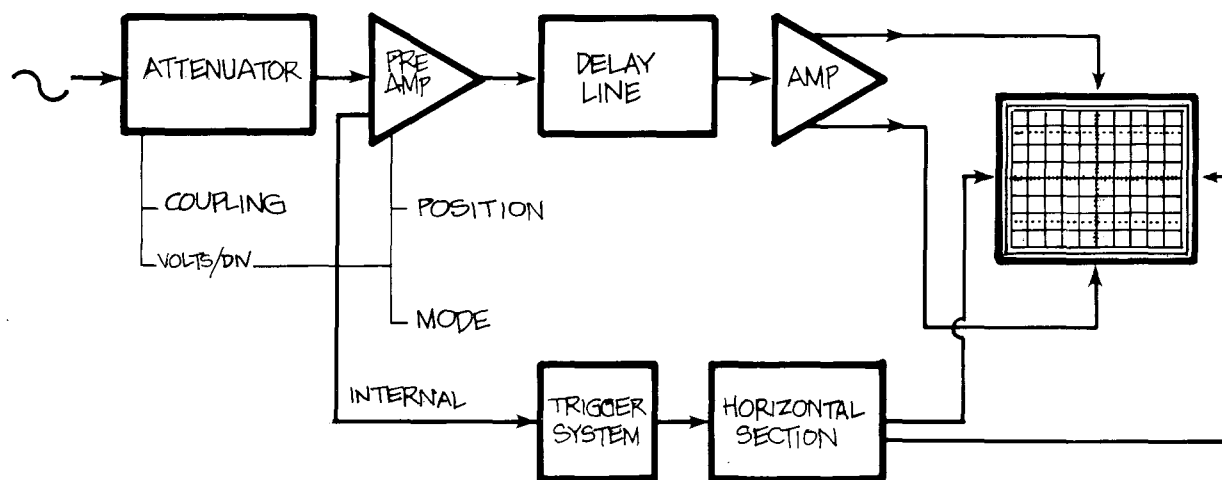 ATTENUATOR
PRE
AMP
DELAY
LINE
AMP
COUPLING
POSITION
VOLTS/DIV
MODE
INTERNAL
TRIGGER
SYSTEM
HORIZONTAL
SECTION